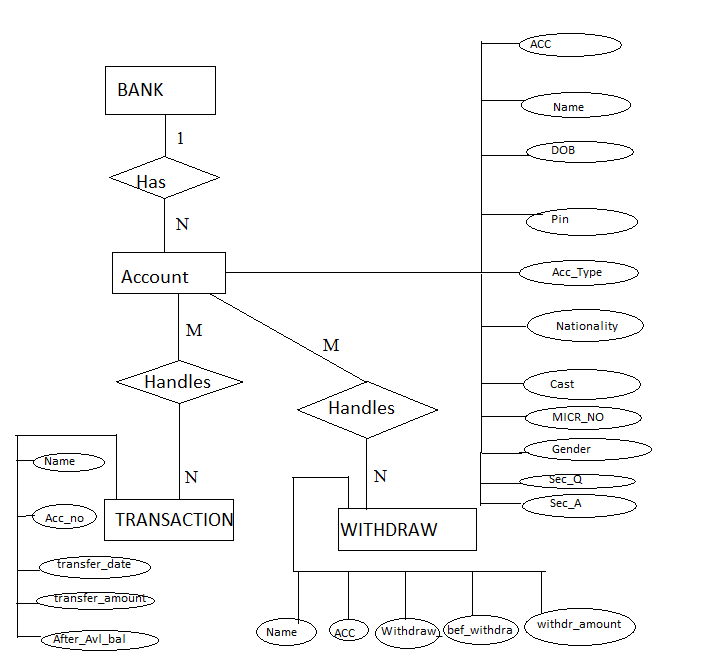 ACC
BANK
Name
1
DOB
Has
Pin
N
Account
Acc_Type
Nationality
M
M
Handles
Cast
Handles
MICR_NO
Gender
Name
N
N
Sec_Q
Sec_A
Acc_no
TRANSACTION
WITHDRAW
transfer_date
transfer_amount
After_Avl_bal
Name
ACC
Withdraw_
bef_withdra
withdr_amount